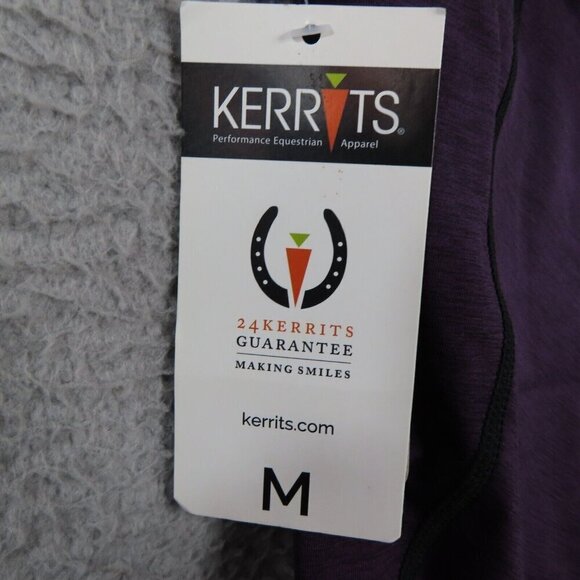 KERRITS®
Performance Equestrian Apparel
24KERRITS
GUARANTEE
MAKING SMILES
kerrits.com
M